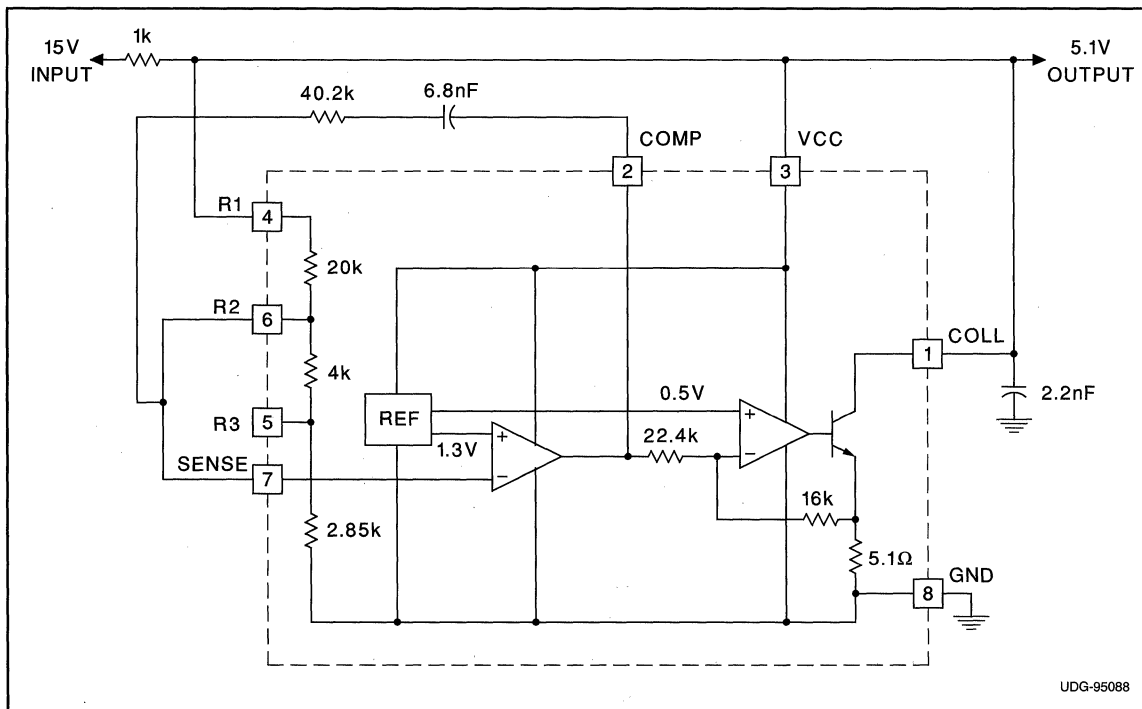 1k
15V
INPUT
5.1V
OUTPUT
40.2k
6.8nF
COMP
VCC
2
3
R1
4
20k
R2
6
COLL
1
4k
2.2nF
0.5V
REF
R3
5
1.3V
+
-
22.4k
+
-
SENSE
7
16k
2.85k
5.1Ω
GND
8
UDG-95088